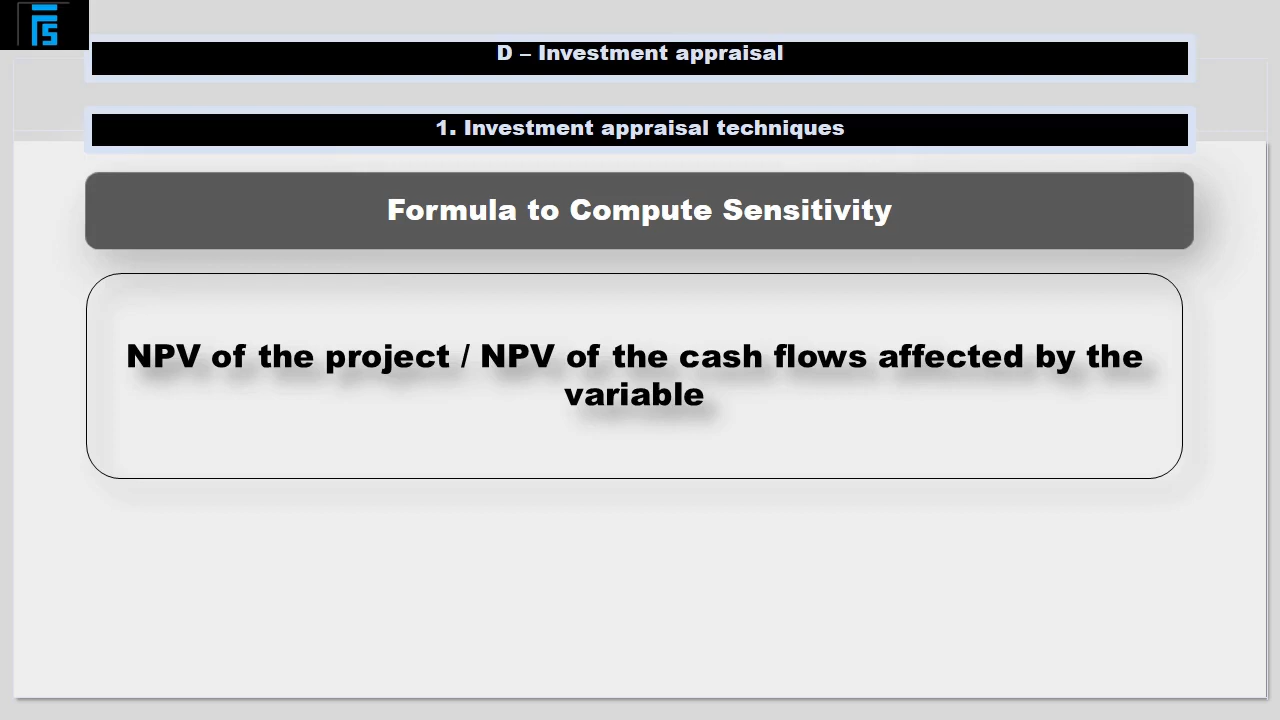 D – Investment appraisal
1. Investment appraisal techniques
Formula to Compute Sensitivity
NPV of the project / NPV of the cash flows affected by the
variable